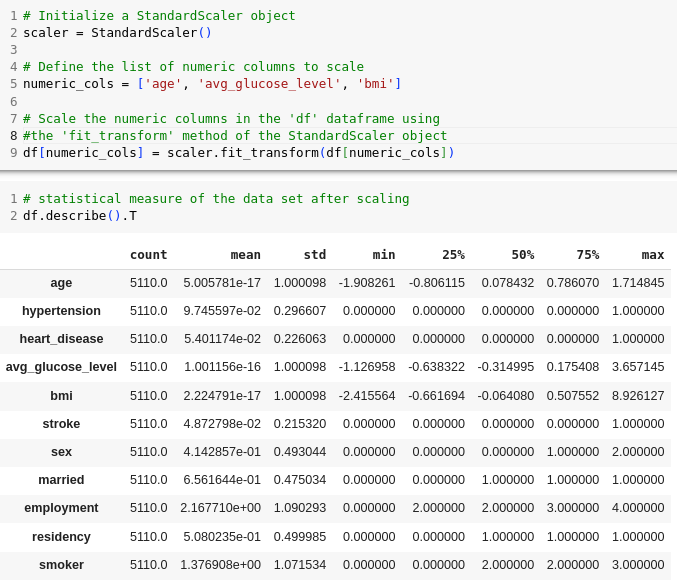 1 # Initialize a StandardScaler object
2 scaler = StandardScaler()
3
4 # Define the list of numeric columns to scale
5 numeric_cols = ['age', 'avg_glucose_level', 'bmi']
6
7 # Scale the numeric columns in the 'df' dataframe using
8 #the 'fit_transform' method of the StandardScaler object
9 df[numeric_cols] = scaler.fit_transform(df[numeric_cols])
1 # statistical measure of the data set after scaling
2 df.describe().T
count mean std min 25% 50% 75% max
age 5110.0 5.005781e-17 1.000098 -1.908261 -0.806115 0.078432 0.786070 1.714845
hypertension 5110.0 9.745597e-02 0.296607 0.000000 0.000000 0.000000 0.000000 1.000000
heart_disease 5110.0 5.401174e-02 0.226063 0.000000 0.000000 0.000000 0.000000 1.000000
avg_glucose_level 5110.0 1.001156e-16 1.000098 -1.126958 -0.638322 -0.314995 0.175408 3.657145
bmi 5110.0 2.224791e-17 1.000098 -2.415564 -0.661694 -0.064080 0.507552 8.926127
stroke 5110.0 4.872798e-02 0.215320 0.000000 0.000000 0.000000 0.000000 1.000000
sex 5110.0 4.142857e-01 0.493044 0.000000 0.000000 0.000000 1.000000 2.000000
married 5110.0 6.561644e-01 0.475034 0.000000 0.000000 1.000000 1.000000 1.000000
employment 5110.0 2.167710e+00 1.090293 0.000000 2.000000 2.000000 3.000000 4.000000
residency 5110.0 5.080235e-01 0.499985 0.000000 0.000000 1.000000 1.000000 1.000000
smoker 5110.0 1.376908e+00 1.071534 0.000000 0.000000 2.000000 2.000000 3.000000